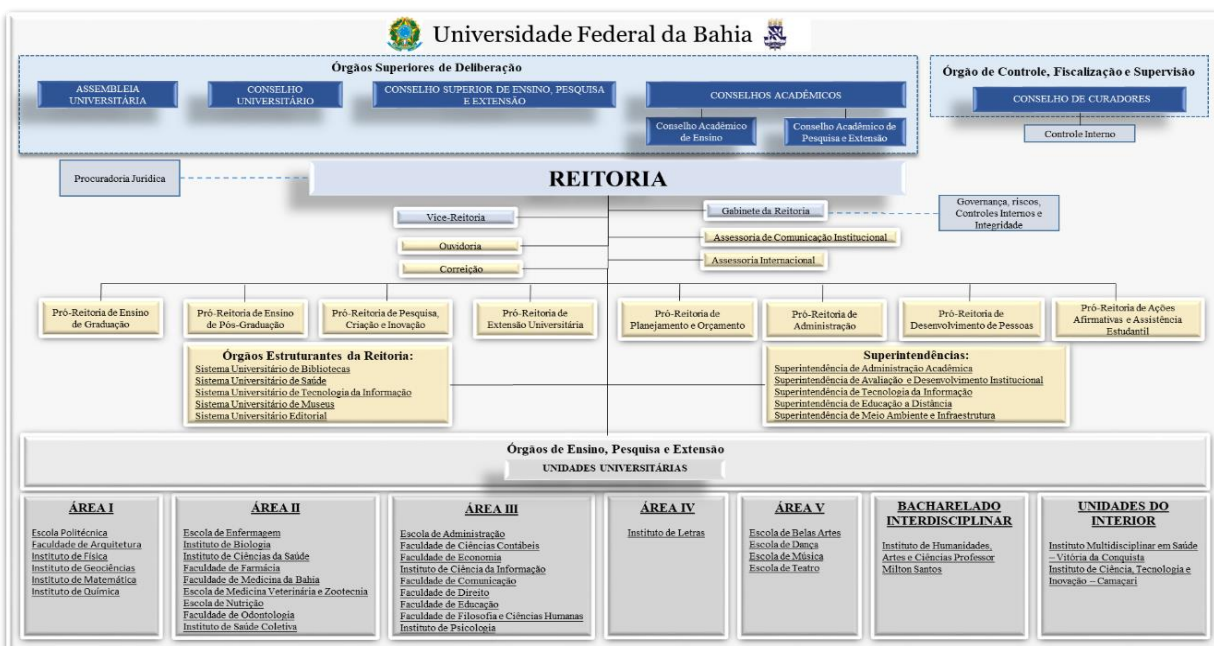 Universidade Federal da Bahia
Órgãos Superiores de Deliberação
ASSEMBLEIA
UNIVERSITÁRIA
CONSELHO
UNIVERSITÁRIO
CONSELHO SUPERIOR DE ENSINO, PESQUISA
E EXTENSÃO
CONSELHOS ACADÊMICOS
Conselho Acadêmico
de Ensino
Conselho Acadêmico de
Pesquisa e Extensão
Órgão de Controle, Fiscalização e Supervisão
CONSELHO DE CURADORES
Controle Interno
Procuradoria Jurídica
REITORIA
Vice-Reitoria
Gabinete da Reitoria
Governança, riscos,
Controles Internos e
Integridade
Ouvidoria
Assessoria de Comunicação Institucional
Correição
Assessoria Internacional
Pró-Reitoria de Ensino
de Graduação
Pró-Reitoria de Ensino
de Pós-Graduação
Pró-Reitoria de Pesquisa,
Criação e Inovação
Pró-Reitoria de
Extensão Universitária
Pró-Reitoria de
Planejamento e Orçamento
Pró-Reitoria de
Administração
Pró-Reitoria de
Desenvolvimento de Pessoas
Pró-Reitoria de Ações
Afirmativas e Assistência
Estudantil
Órgãos Estruturantes da Reitoria:
Sistema Universitário de Bibliotecas
Sistema Universitário de Saúde
Sistema Universitário de Tecnologia da Informação
Sistema Universitário de Museus
Sistema Universitário Editorial
Superintendências:
Superintendência de Administração Acadêmica
Superintendência de Avaliação e Desenvolvimento Institucional
Superintendência de Tecnologia da Informação
Superintendência de Educação a Distância
Superintendência de Meio Ambiente e Infraestrutura
Órgãos de Ensino, Pesquisa e Extensão
UNIDADES UNIVERSITÁRIAS
ÁREA I
Escola Politécnica
Faculdade de Arquitetura
Instituto de Física
Instituto de Geociências
Instituto de Matemática
Instituto de Química
ÁREA II
Escola de Enfermagem
Instituto de Biologia
Instituto de Ciências da Saúde
Faculdade de Farmácia
Faculdade de Medicina da Bahia
Escola de Medicina Veterinária e Zootecnia
Escola de Nutrição
Faculdade de Odontologia
Instituto de Saúde Coletiva
ÁREA III
Escola de Administração
Faculdade de Ciências Contábeis
Faculdade de Economia
Instituto de Ciência da Informação
Faculdade de Comunicação
Faculdade de Direito
Faculdade de Educação
Faculdade de Filosofia e Ciências Humanas
Instituto de Psicologia
ÁREA IV
Instituto de Letras
ÁREA V
Escola de Belas Artes
Escola de Dança
Escola de Música
Escola de Teatro
BACHARELADO
INTERDISCIPLINAR
Instituto de Humanidades,
Artes e Ciências Professor
Milton Santos
UNIDADES DO
INTERIOR
Instituto Multidisciplinar em Saúde
– Vitória da Conquista
Instituto de Ciência, Tecnologia e
Inovação – Camaçari